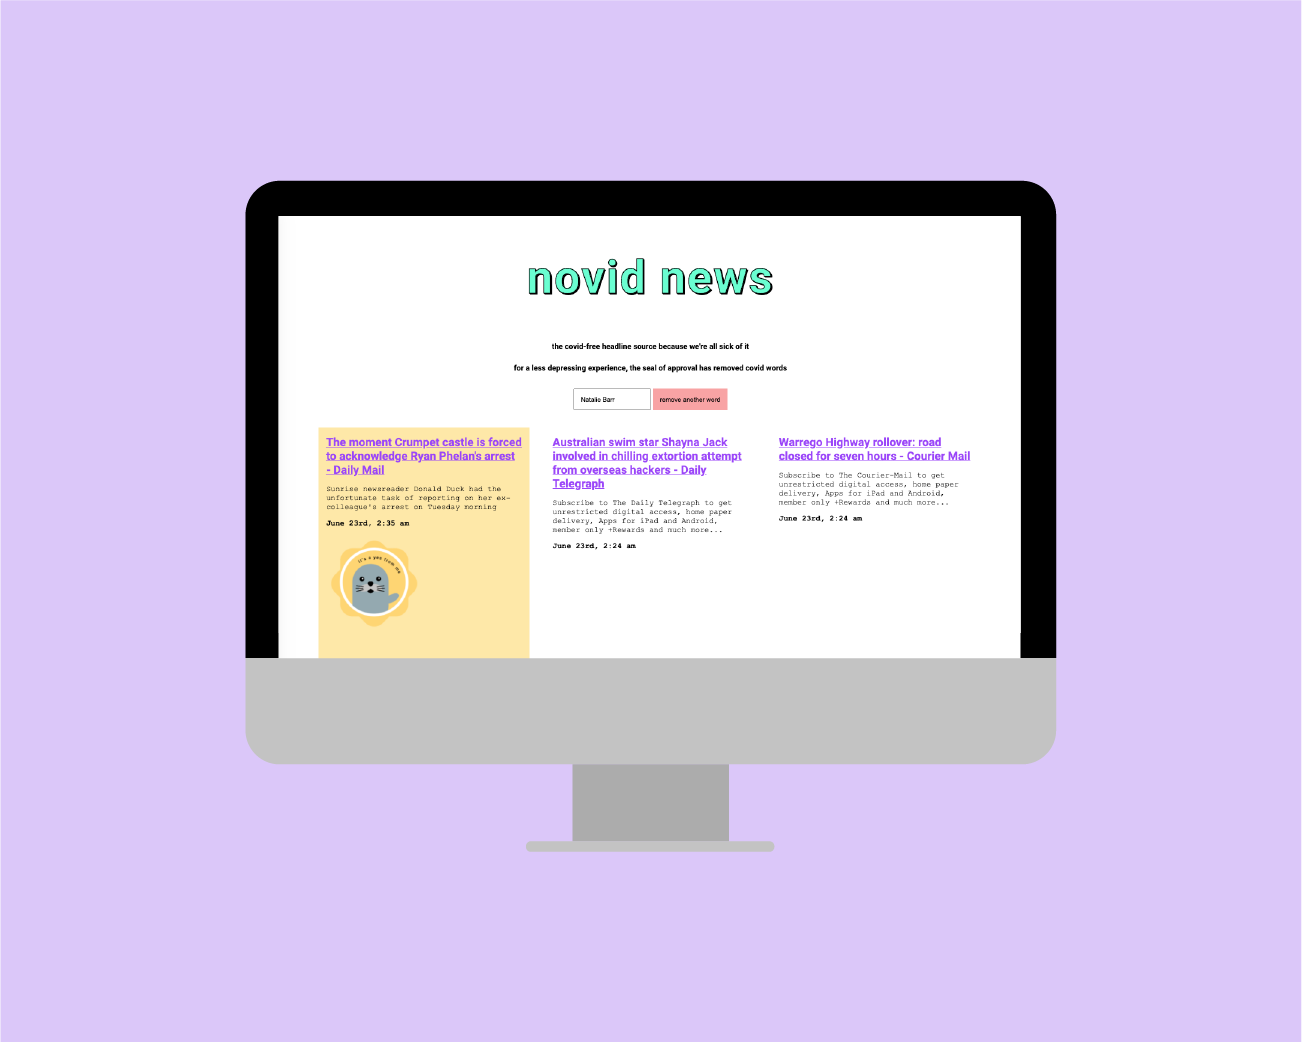 novid news
the covid-free headline source because we're all sick of it
for a less depressing experience, the seal of approval has removed covid words
Natalie Barr
remove another word
The moment Crumpet castle is forced
to acknowledge Ryan Phelan's arrest
- Daily Mail
Sunrise newsreader Donald Duck had the
unfortunate task of reporting on her ex-
colleague's arrest on Tuesday morning
June 23rd, 2:35 am
it's a yes from me
Australian swim star Shayna Jack
involved in chilling extortion attempt
from overseas hackers - Daily
Telegraph
Subscribe to The Daily Telegraph to get
unrestricted digital access, home paper
delivery, Apps for iPad and Android,
member only +Rewards and much more...
June 23rd, 2:24 am
Warrego Highway rollover: road
closed for seven hours - Courier Mail
Subscribe to The Courier-Mail to get
unrestricted digital access, home paper
delivery, Apps for iPad and Android,
member only +Rewards and much more...
June 23rd, 2:24 am